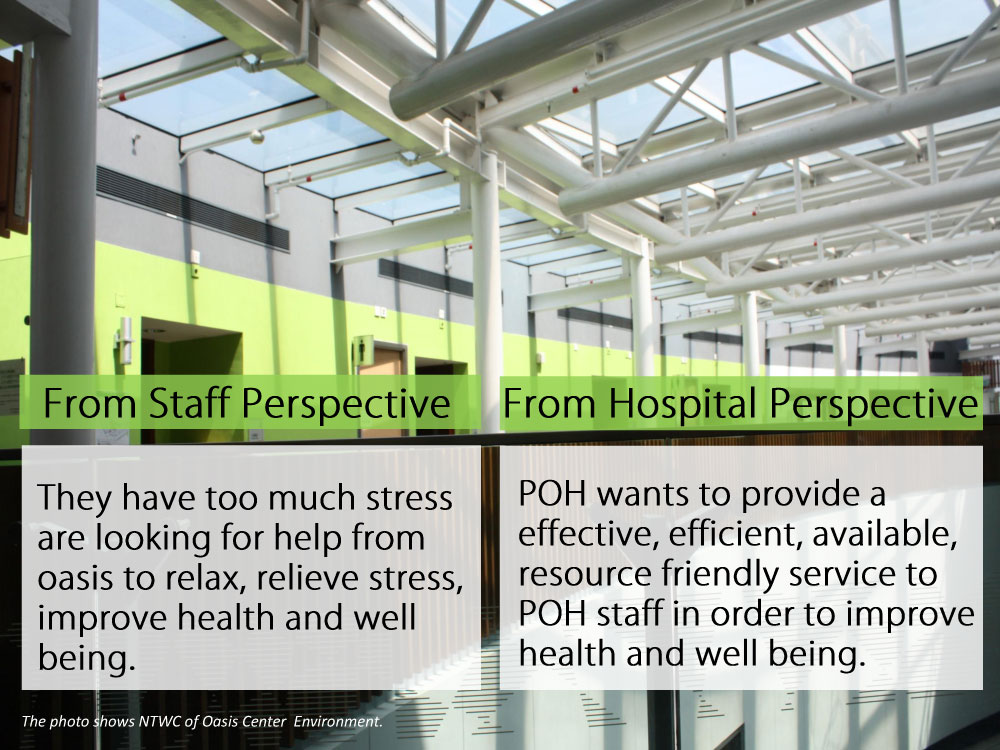 From Staff Perspective
They have too much stress
are looking for help from
oasis to relax, relieve stress,
improve health and well
being.
From Hospital Perspective
POH wants to provide a
effective, efficient, available,
resource friendly service to
POH staff in order to improve
health and well being.
The photo shows NTWC of Oasis Center  Environment.